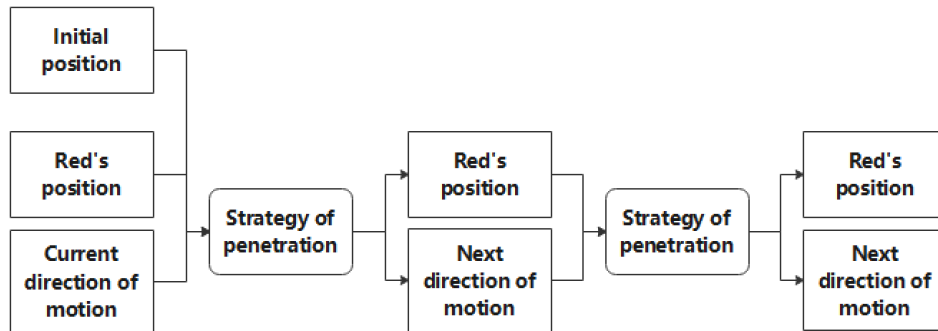 Initial
position
Red's
position
Current
direction of
motion
Strategy of
penetration
Red's
position
Next
direction of
motion
Strategy of
penetration
Red's
position
Next
direction of
motion